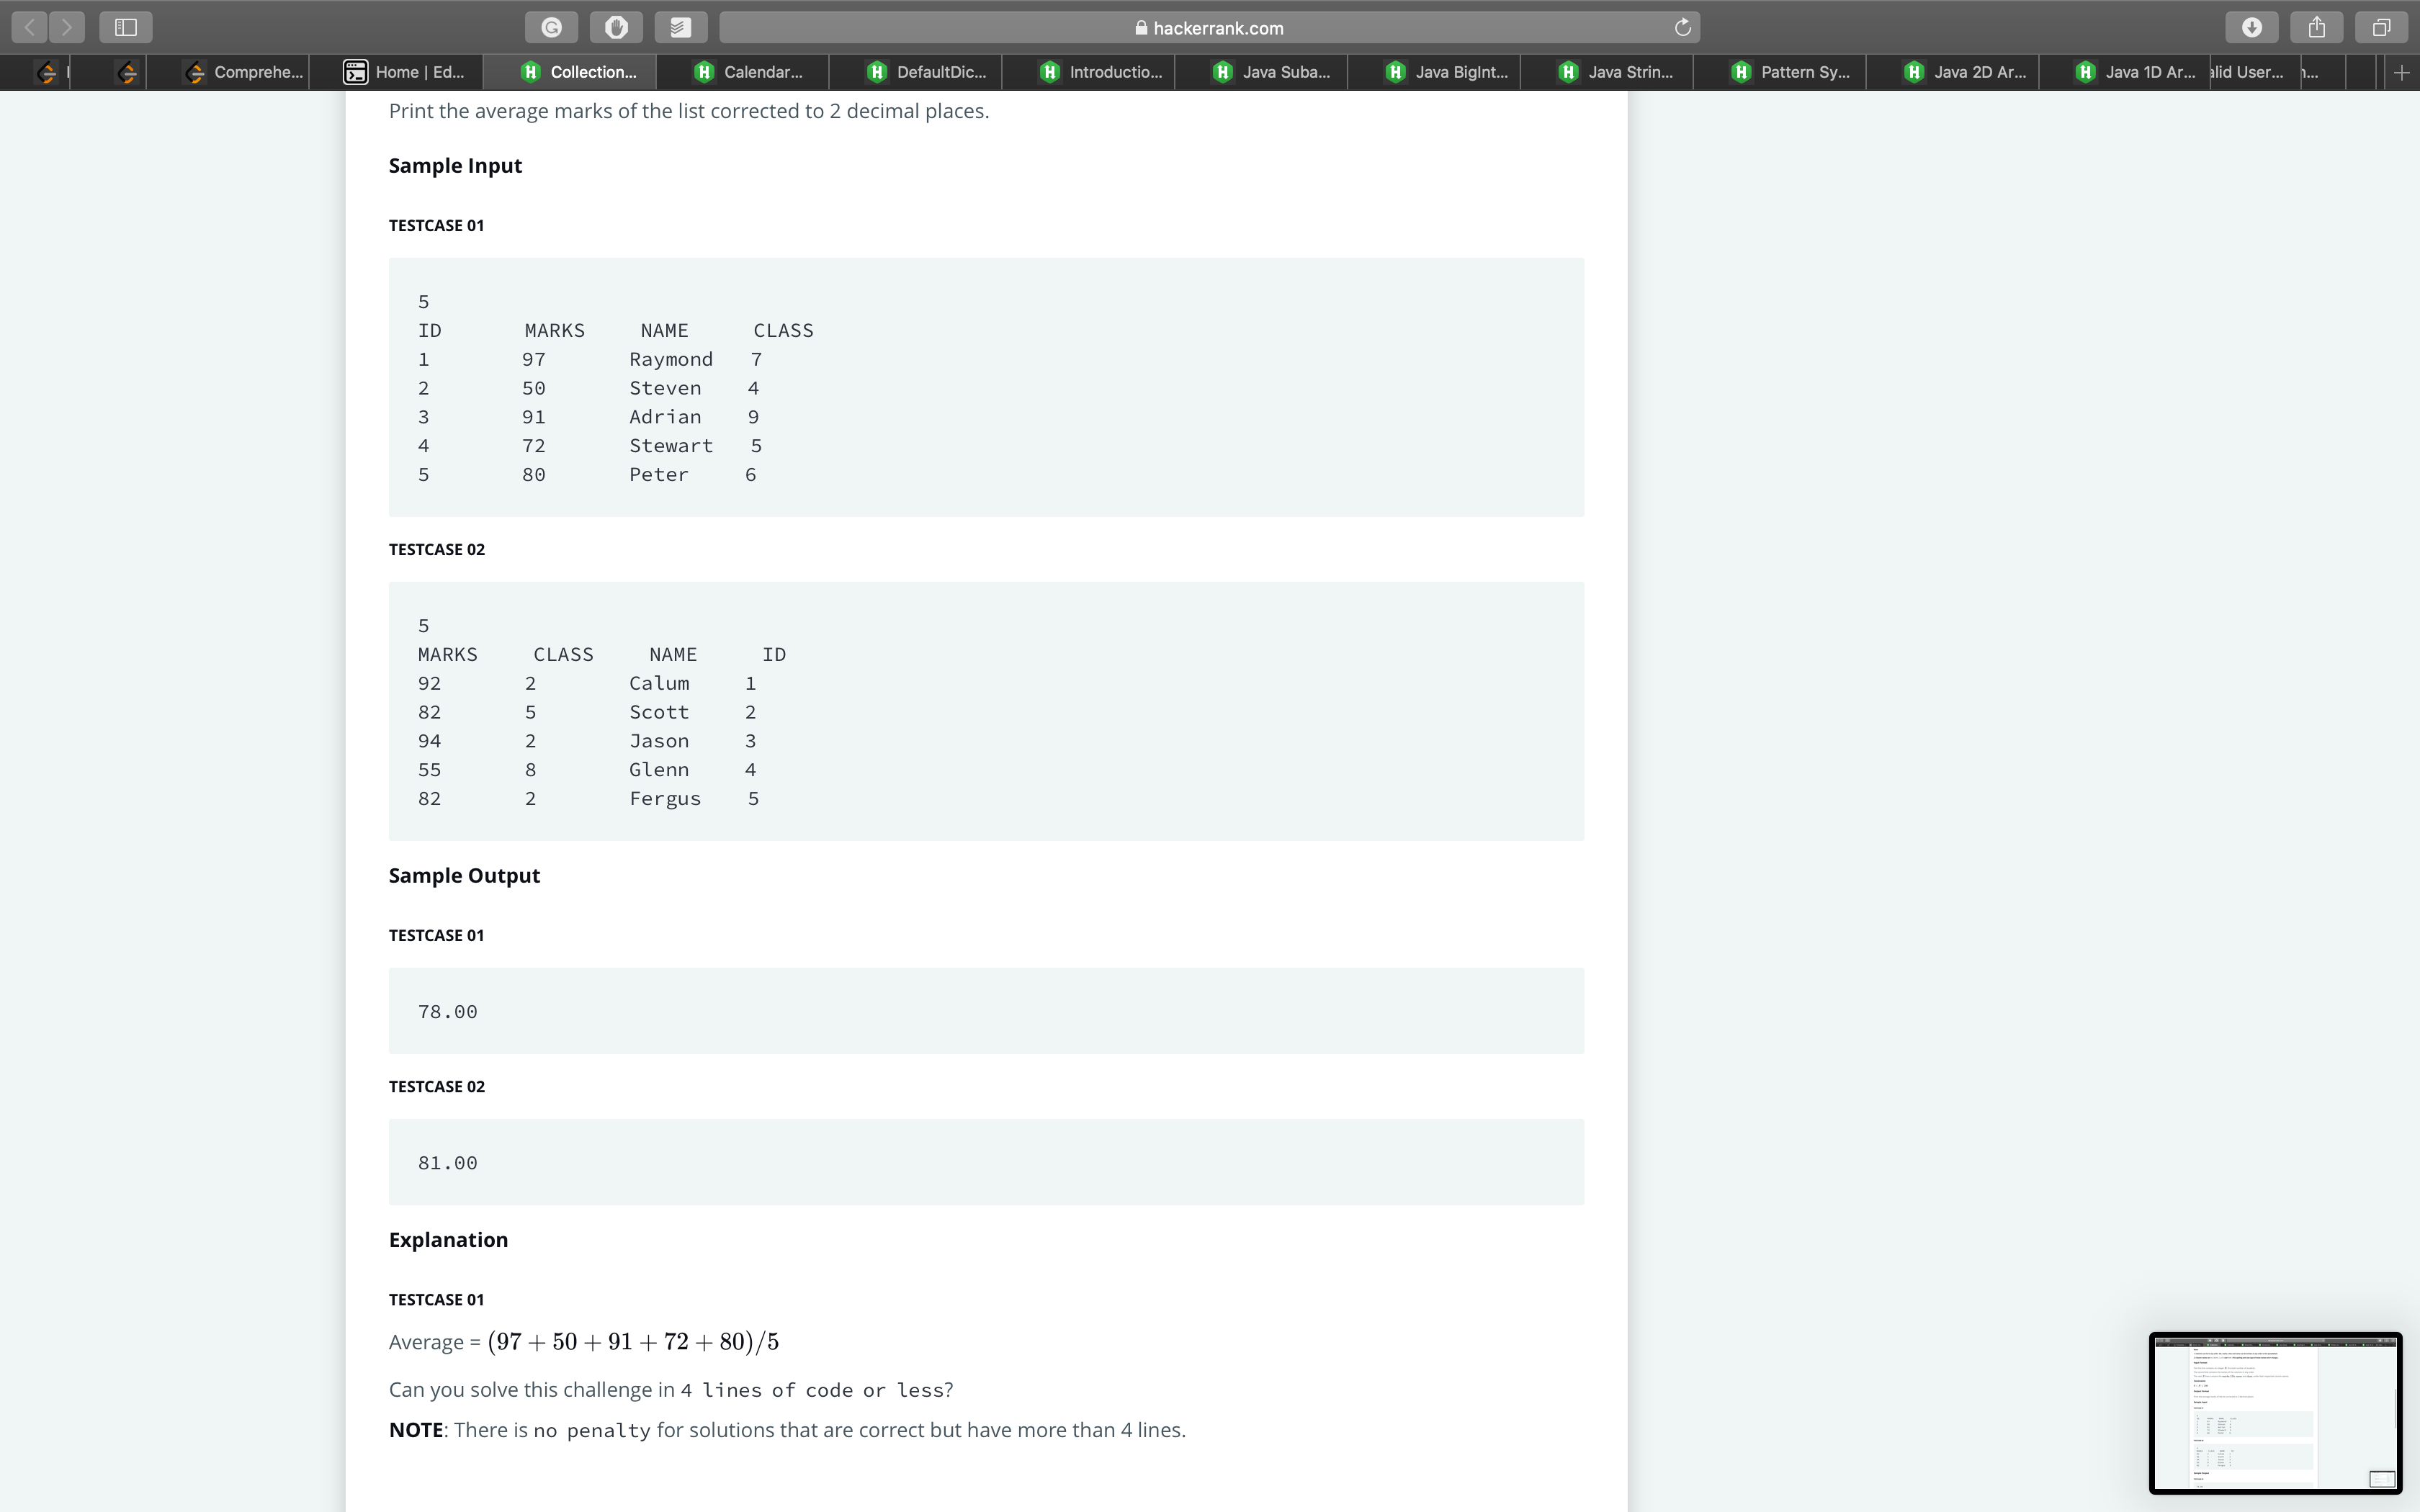 hackerrank.com
Comprehe... Home | Ed... Collection... Calendar... DefaultDic... Introductio... Java Suba... Java BigInt... Java Strin... Pattern Sy... Java 2D Ar... Java 1D Ar... alid User...
Print the average marks of the list corrected to 2 decimal places.
Sample Input
TESTCASE 01
5
ID MARKS NAME CLASS
1 97 Raymond 7
2 50 Steven 4
3 91 Adrian 9
4 72 Stewart 5
5 80 Peter 6
TESTCASE 02
5
MARKS CLASS NAME ID
92 2 Calum 1
82 5 Scott 2
94 2 Jason 3
55 8 Glenn 4
82 2 Fergus 5
Sample Output
TESTCASE 01
78.00
TESTCASE 02
81.00
Explanation
TESTCASE 01
Average = (97 + 50 + 91 + 72 + 80)/5
Can you solve this challenge in 4 lines of code or less?
NOTE: There is no penalty for solutions that are correct but have more than 4 lines.